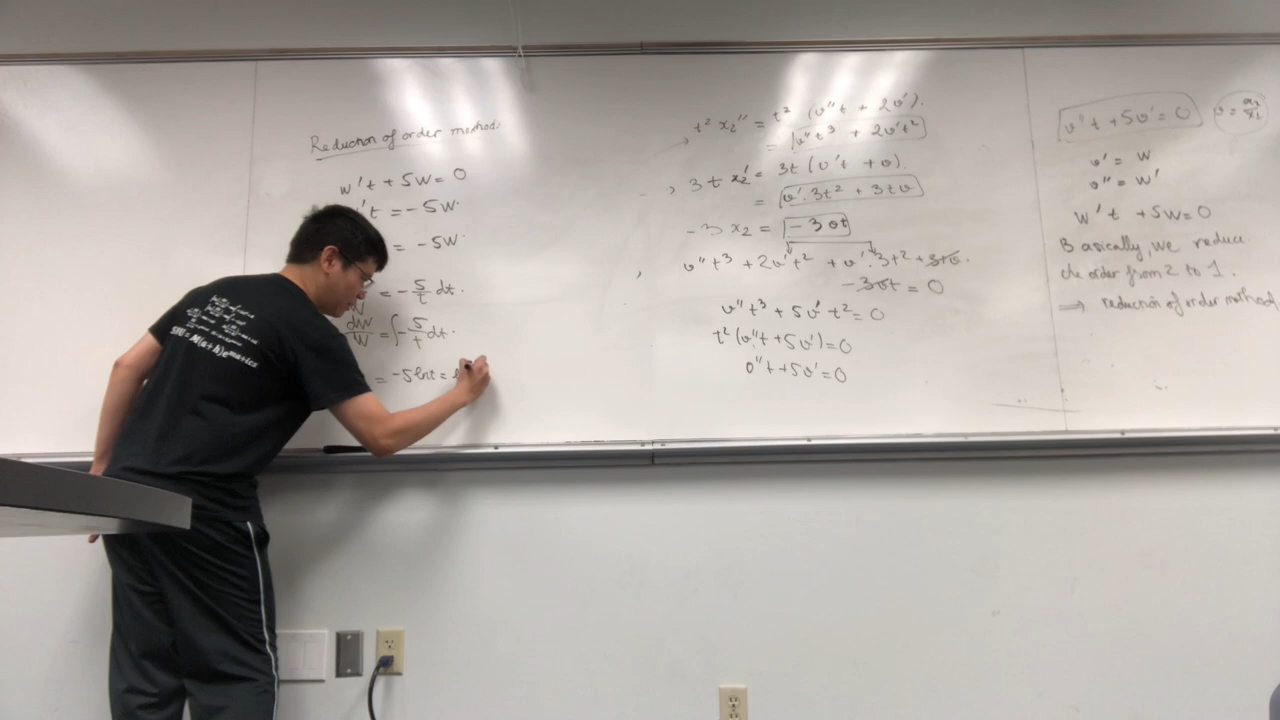 Reduction of order method:
w't + 5w = 0
't = -5w.
= -5w.
= -5/t dt.
dw/w = ∫-5/t dt.
= -5lnt =
→ t² x₂'' = t² (v''t + 2v').
= v''t³ + 2v't²
→ 3t x₂' = 3t (v't + v).
= v'.3t² + 3tv
-3x₂ = -3vt
v''t³ + 2v't² + v'.3t² + 3tv.
-3vt = 0
v''t³ + 5v't² = 0
t²(v''t + 5v') = 0
v''t + 5v' = 0
v''t + 5v' = 0 v = x₂/x₁
v' = w
v'' = w'
w't + 5w = 0
Basically, we reduce
the order from 2 to 1.
⟹ reduction of order method